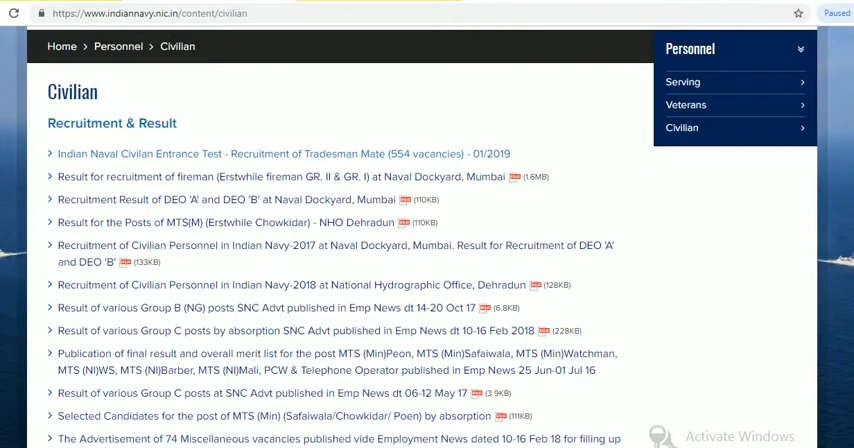 https://www.indiannavy.nic.in/content/civilian
Paused
Home > Personnel > Civilian
Personnel
Serving
Veterans
Civilian
Civilian
Recruitment & Result
Indian Naval Civilan Entrance Test - Recruitment of Tradesman Mate (554 vacancies) - 01/2019
Result for recruitment of fireman (Erstwhile fireman GR. II & GR. I) at Naval Dockyard, Mumbai (1.6MB)
Recruitment Result of DEO 'A' and DEO 'B' at Naval Dockyard, Mumbai (110KB)
Result for the Posts of MTS(M) (Erstwhile Chowkidar) - NHO Dehradun (110KB)
Recruitment of Civilian Personnel in Indian Navy-2017 at Naval Dockyard, Mumbai. Result for Recruitment of DEO 'A'
and DEO 'B' (133KB)
Recruitment of Civilian Personnel in Indian Navy-2018 at National Hydrographic Office, Dehradun (128KB)
Result of various Group B (NG) posts SNC Advt published in Emp News dt 14-20 Oct 17 (6.8KB)
Result of various Group C posts by absorption SNC Advt published in Emp News dt 10-16 Feb 2018 (228KB)
Publication of final result and overall merit list for the post MTS (Min)Peon, MTS (Min)Safaiwala, MTS (Min)Watchman,
MTS (NI)WS, MTS (NI)Barber, MTS (NI)Mali, PCW & Telephone Operator published in Emp News 25 Jun-01 Jul 16
Result of various Group C posts at SNC Advt published in Emp News dt 06-12 May 17 (3.9KB)
Selected Candidates for the post of MTS (Min) (Safaiwala/Chowkidar/ Poen) by absorption (111KB)
The Advertisement of 74 Miscellaneous vacancies published vide Employment News dated 10-16 Feb 18 for filling up
Activate Windows